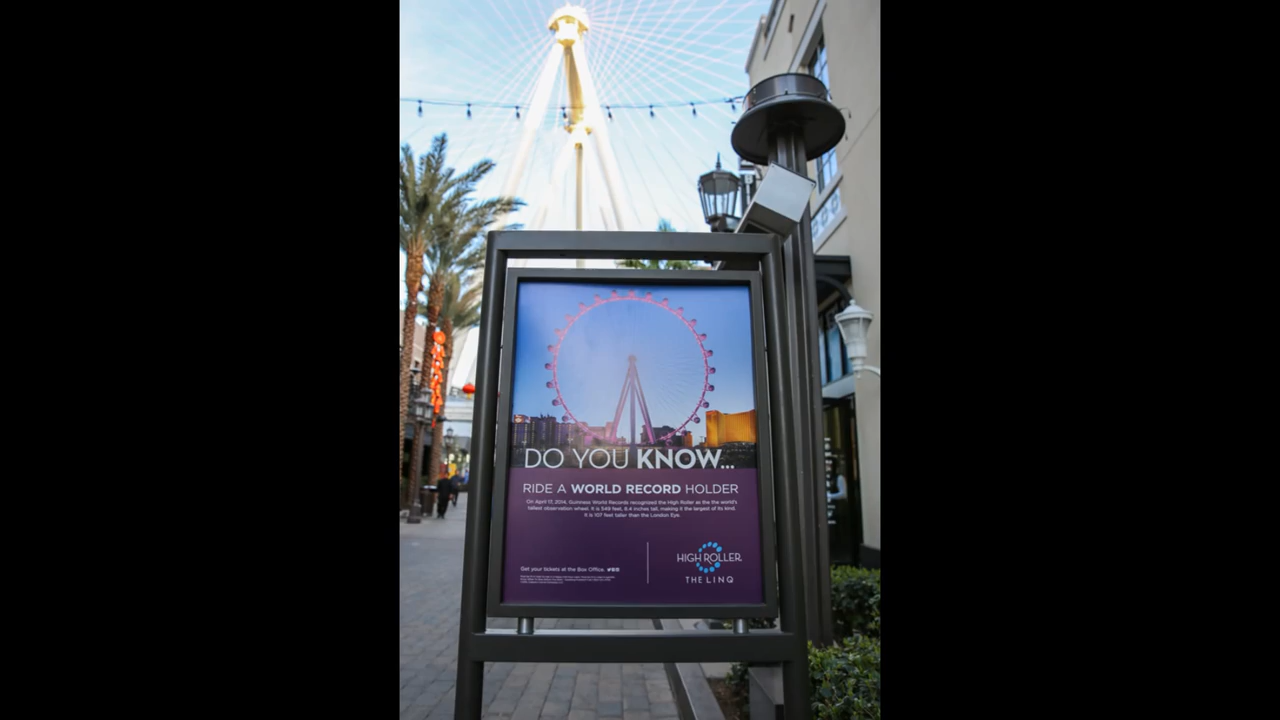 DO YOU KNOW...
RIDE A WORLD RECORD HOLDER
On April 17, 2014, Guinness World Records recognized the High Roller as the the world's
tallest observation wheel. It is 549 feet, 8.4 inches tall, making it the largest of its kind.
It is 107 feet taller than the London Eye.
Get your tickets at the Box Office.
HIGH ROLLER
THE LINQ